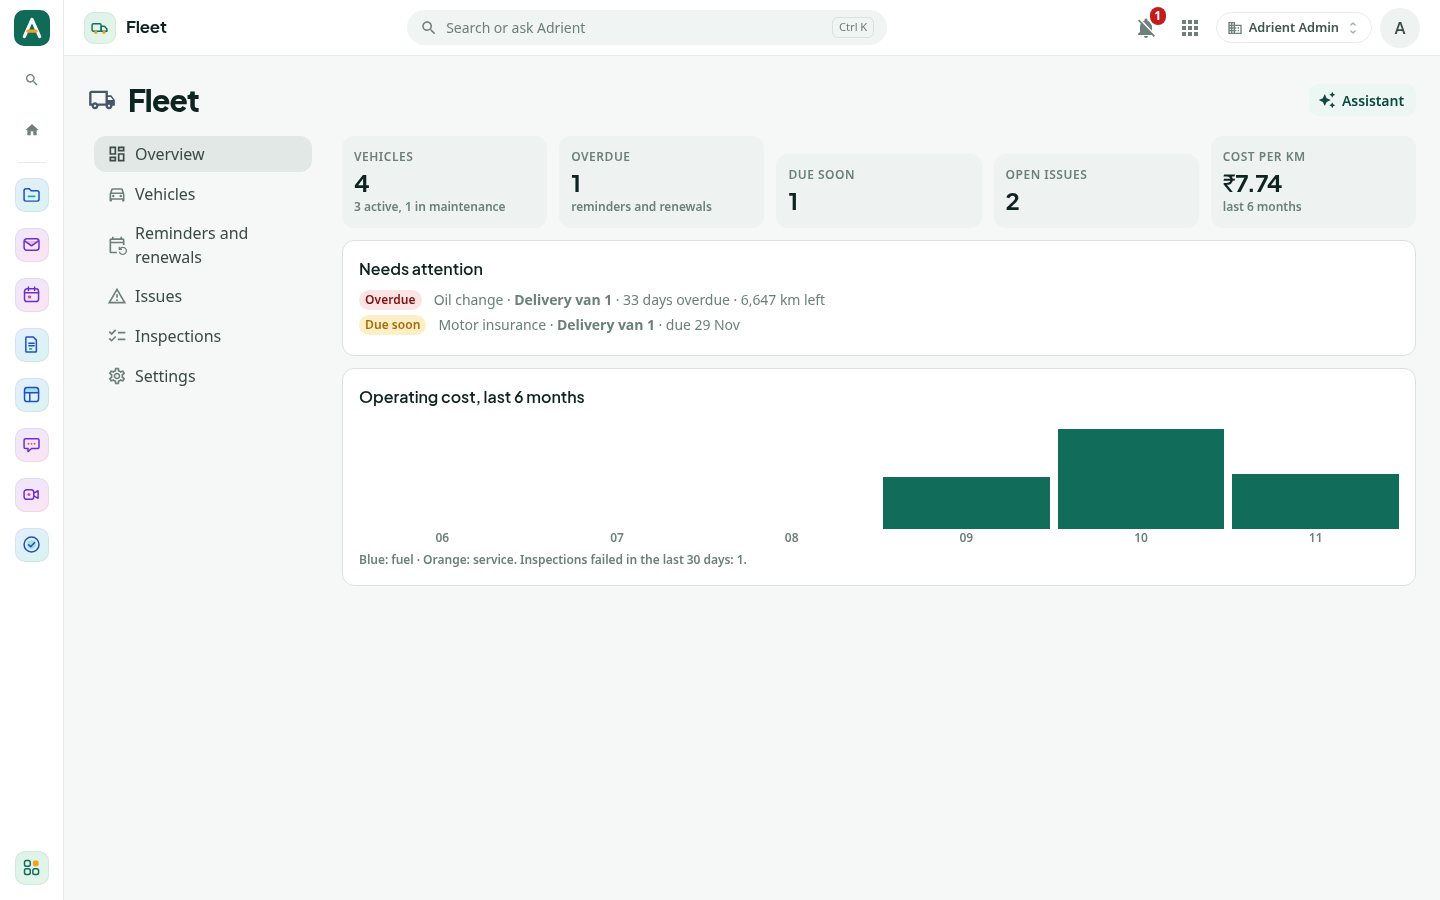 Fleet
Search or ask Adrient
Ctrl K
1
Adrient Admin
A
Fleet
Assistant
Overview
Vehicles
Reminders and
renewals
Issues
Inspections
Settings
VEHICLES
4
3 active, 1 in maintenance
OVERDUE
1
reminders and renewals
DUE SOON
1
OPEN ISSUES
2
COST PER KM
₹7.74
last 6 months
Needs attention
Overdue Oil change · Delivery van 1 · 33 days overdue · 6,647 km left
Due soon Motor insurance · Delivery van 1 · due 29 Nov
Operating cost, last 6 months
06 07 08 09 10 11
Blue: fuel · Orange: service. Inspections failed in the last 30 days: 1.